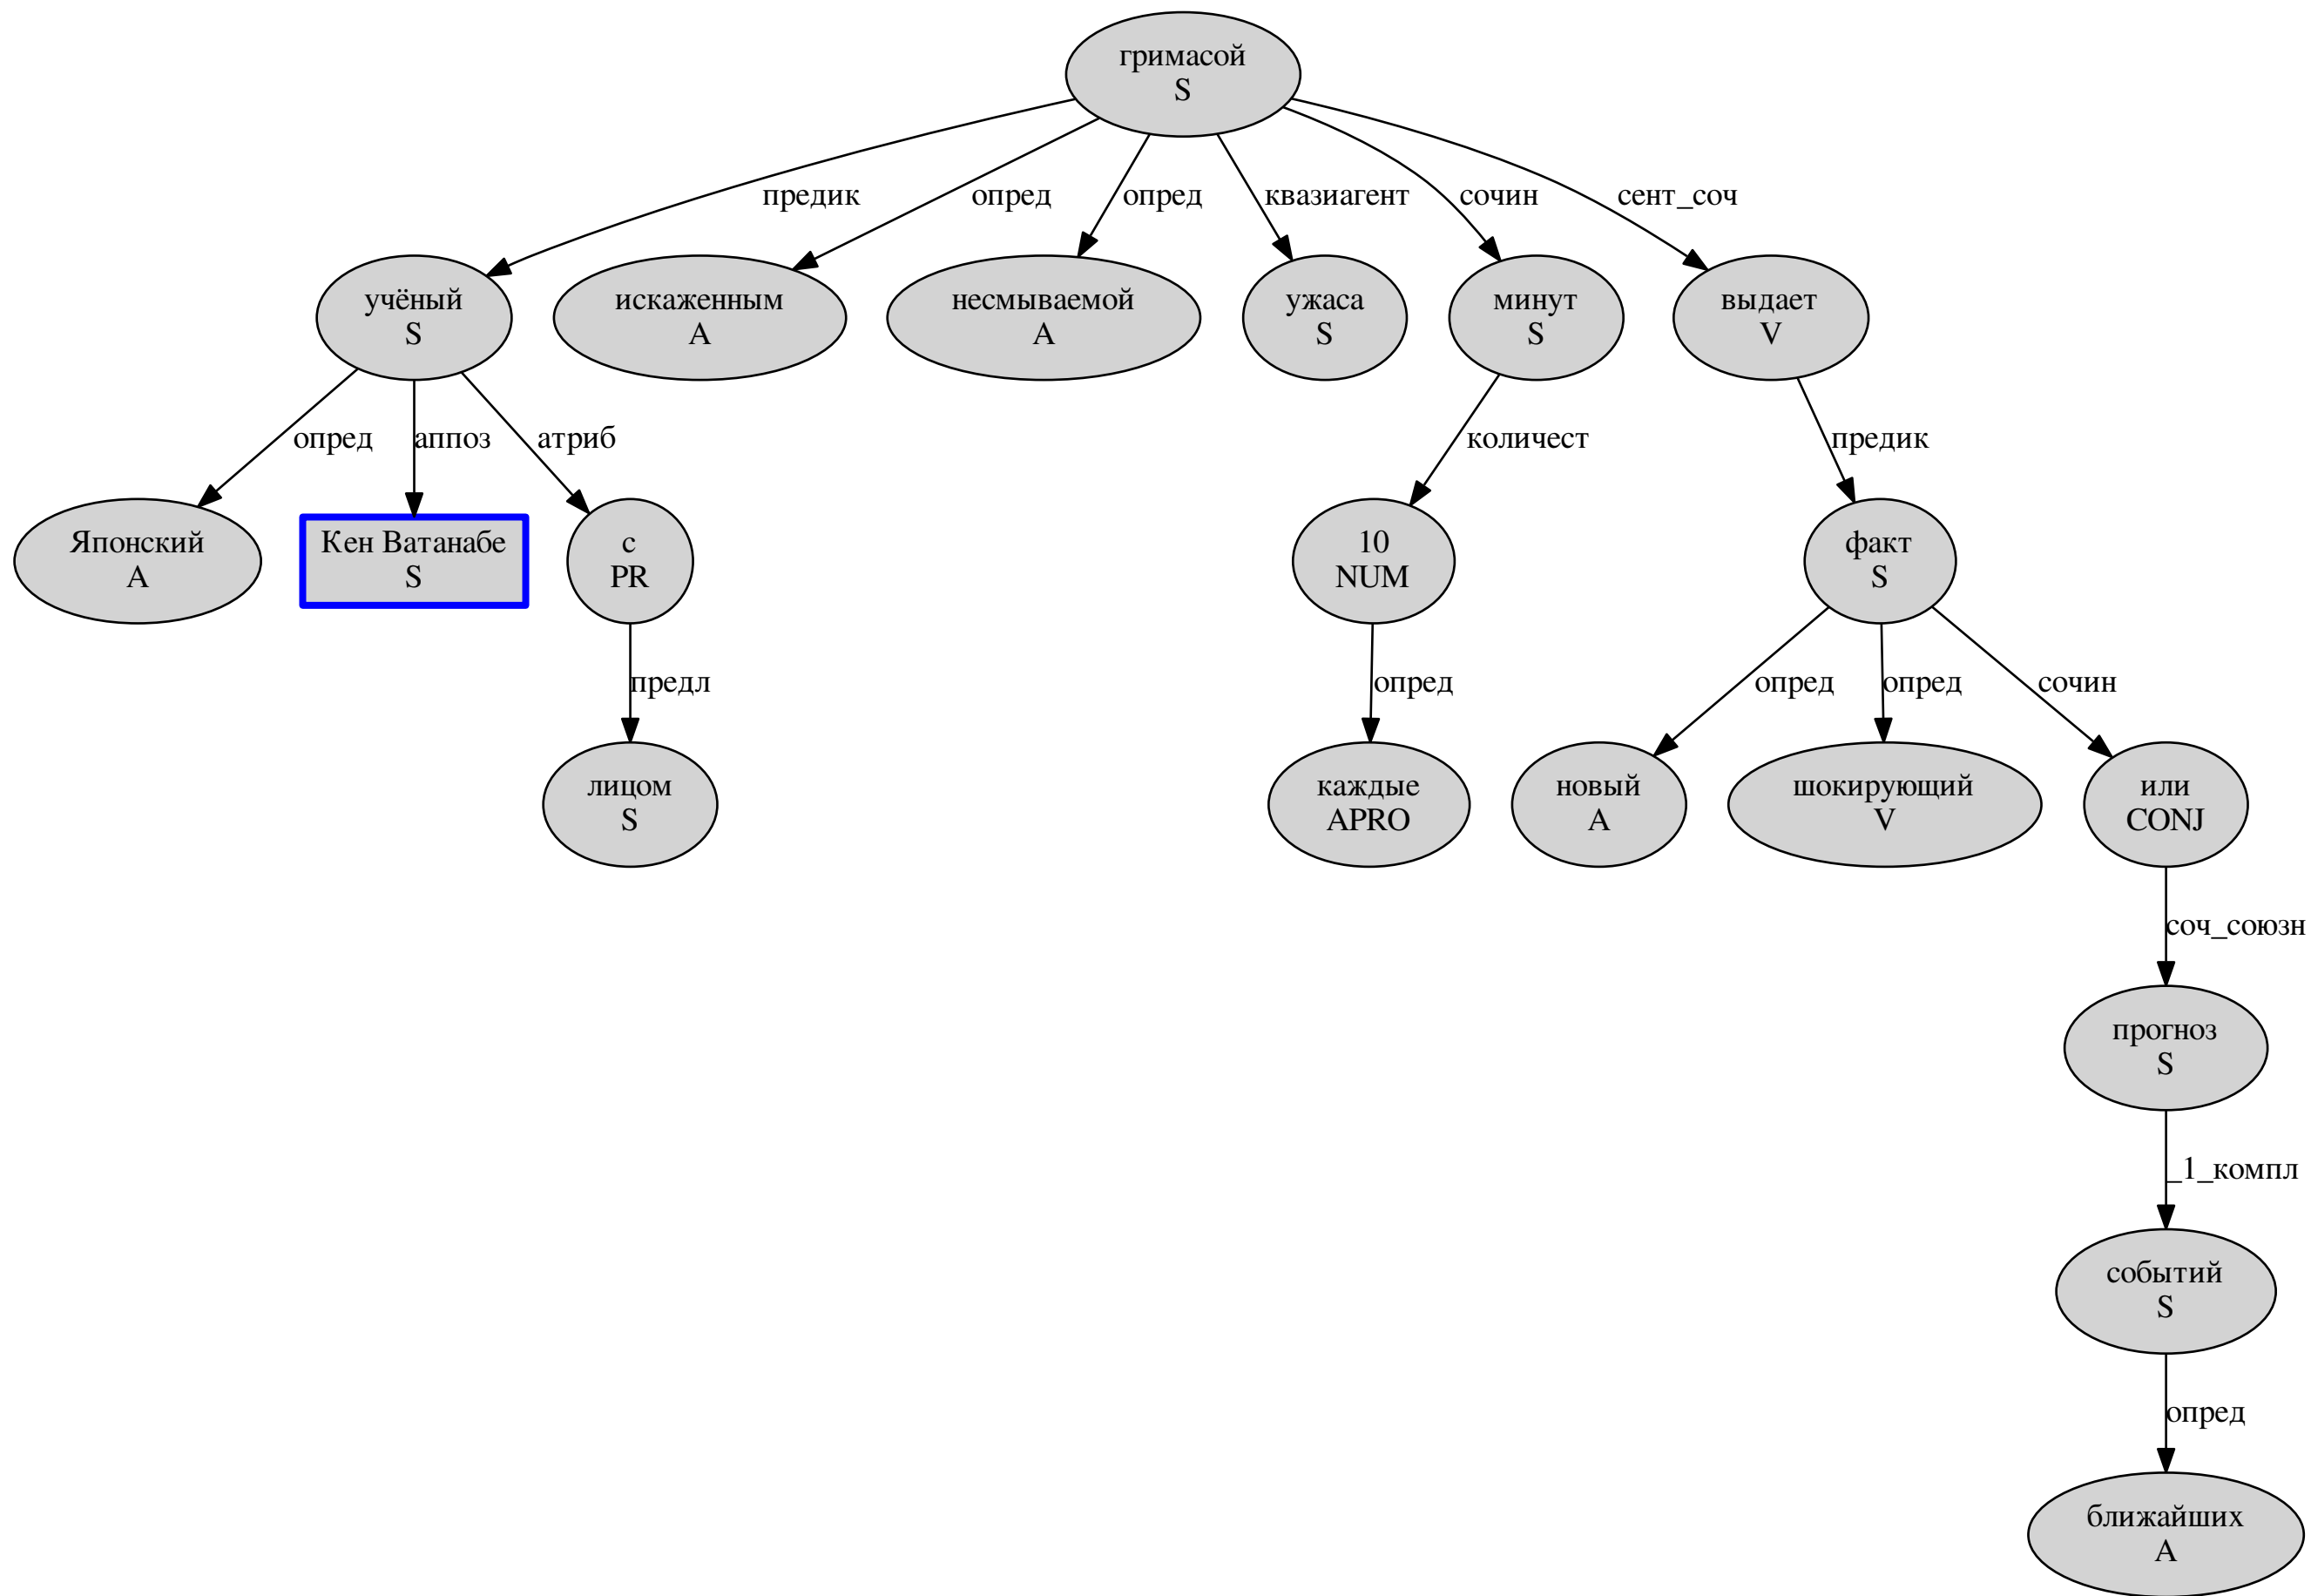 гримасой
S
предик
опред
опред
квазиагент
сочин
сент_соч
учёный
S
искаженным
A
несмываемой
A
ужаса
S
минут
S
выдает
V
опред
аппоз
атриб
количест
предик
Японский
A
Кен Ватанабе
S
с
PR
10
NUM
факт
S
предл
опред
опред
опред
сочин
лицом
S
каждые
APRO
новый
A
шокирующий
V
или
CONJ
соч_союзн
прогноз
S
_1_компл
событий
S
опред
ближайших
A